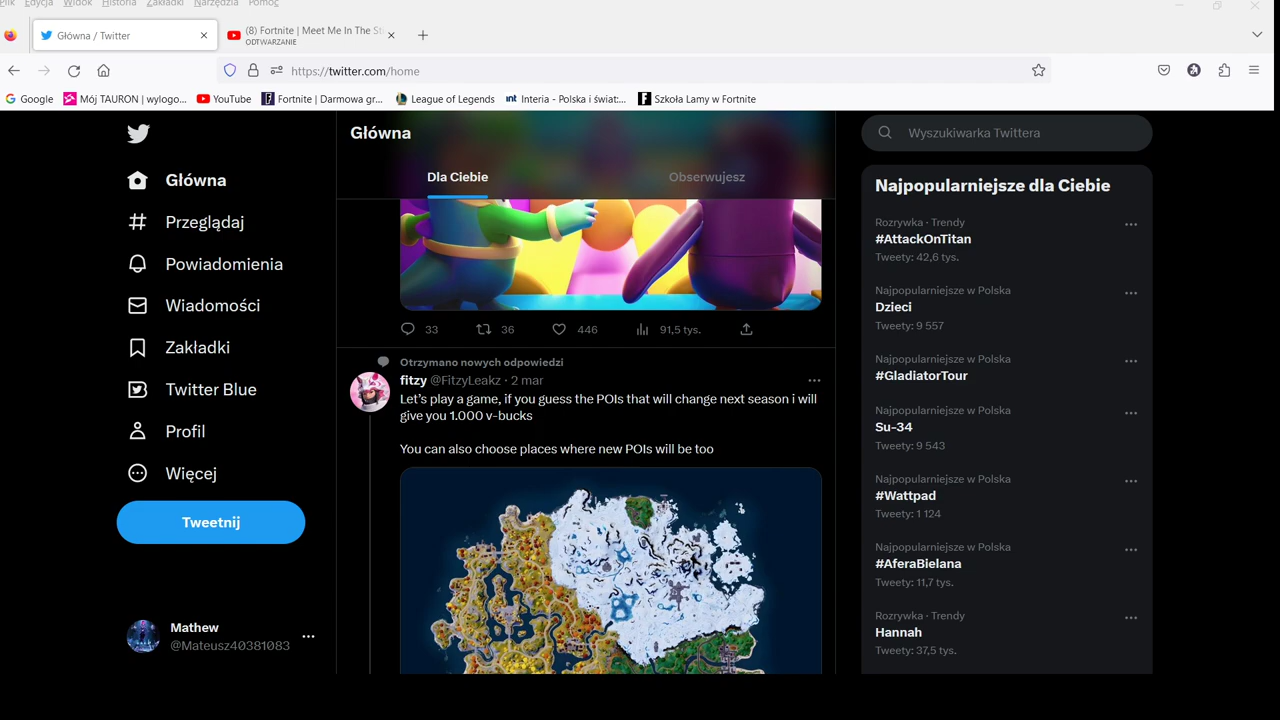 Plik Edycja Widok Historia Zakładki Narzędzia Pomoc
Główna / Twitter
(8) Fortnite | Meet Me In The St
ODTWARZANIE
https://twitter.com/home
Google
Mój TAURON | wylogo...
YouTube
Fortnite | Darmowa gr...
League of Legends
int Interia - Polska i świat:...
Szkoła Lamy w Fortnite
Główna
Przeglądaj
Powiadomienia
Wiadomości
Zakładki
Twitter Blue
Profil
Więcej
Tweetnij
Mathew
@Mateusz40381083
Główna
Dla Ciebie
Obserwujesz
33
36
446
91,5 tys.
Otrzymano nowych odpowiedzi
fitzy @FitzyLeakz · 2 mar
Let's play a game, if you guess the POIs that will change next season i will
give you 1.000 v-bucks
You can also choose places where new POIs will be too
Wyszukiwarka Twittera
Najpopularniejsze dla Ciebie
Rozrywka · Trendy
#AttackOnTitan
Tweety: 42,6 tys.
Najpopularniejsze w Polska
Dzieci
Tweety: 9 557
Najpopularniejsze w Polska
#GladiatorTour
Najpopularniejsze w Polska
Su-34
Tweety: 9 543
Najpopularniejsze w Polska
#Wattpad
Tweety: 1 124
Najpopularniejsze w Polska
#AferaBielana
Tweety: 11,7 tys.
Rozrywka · Trendy
Hannah
Tweety: 37,5 tys.